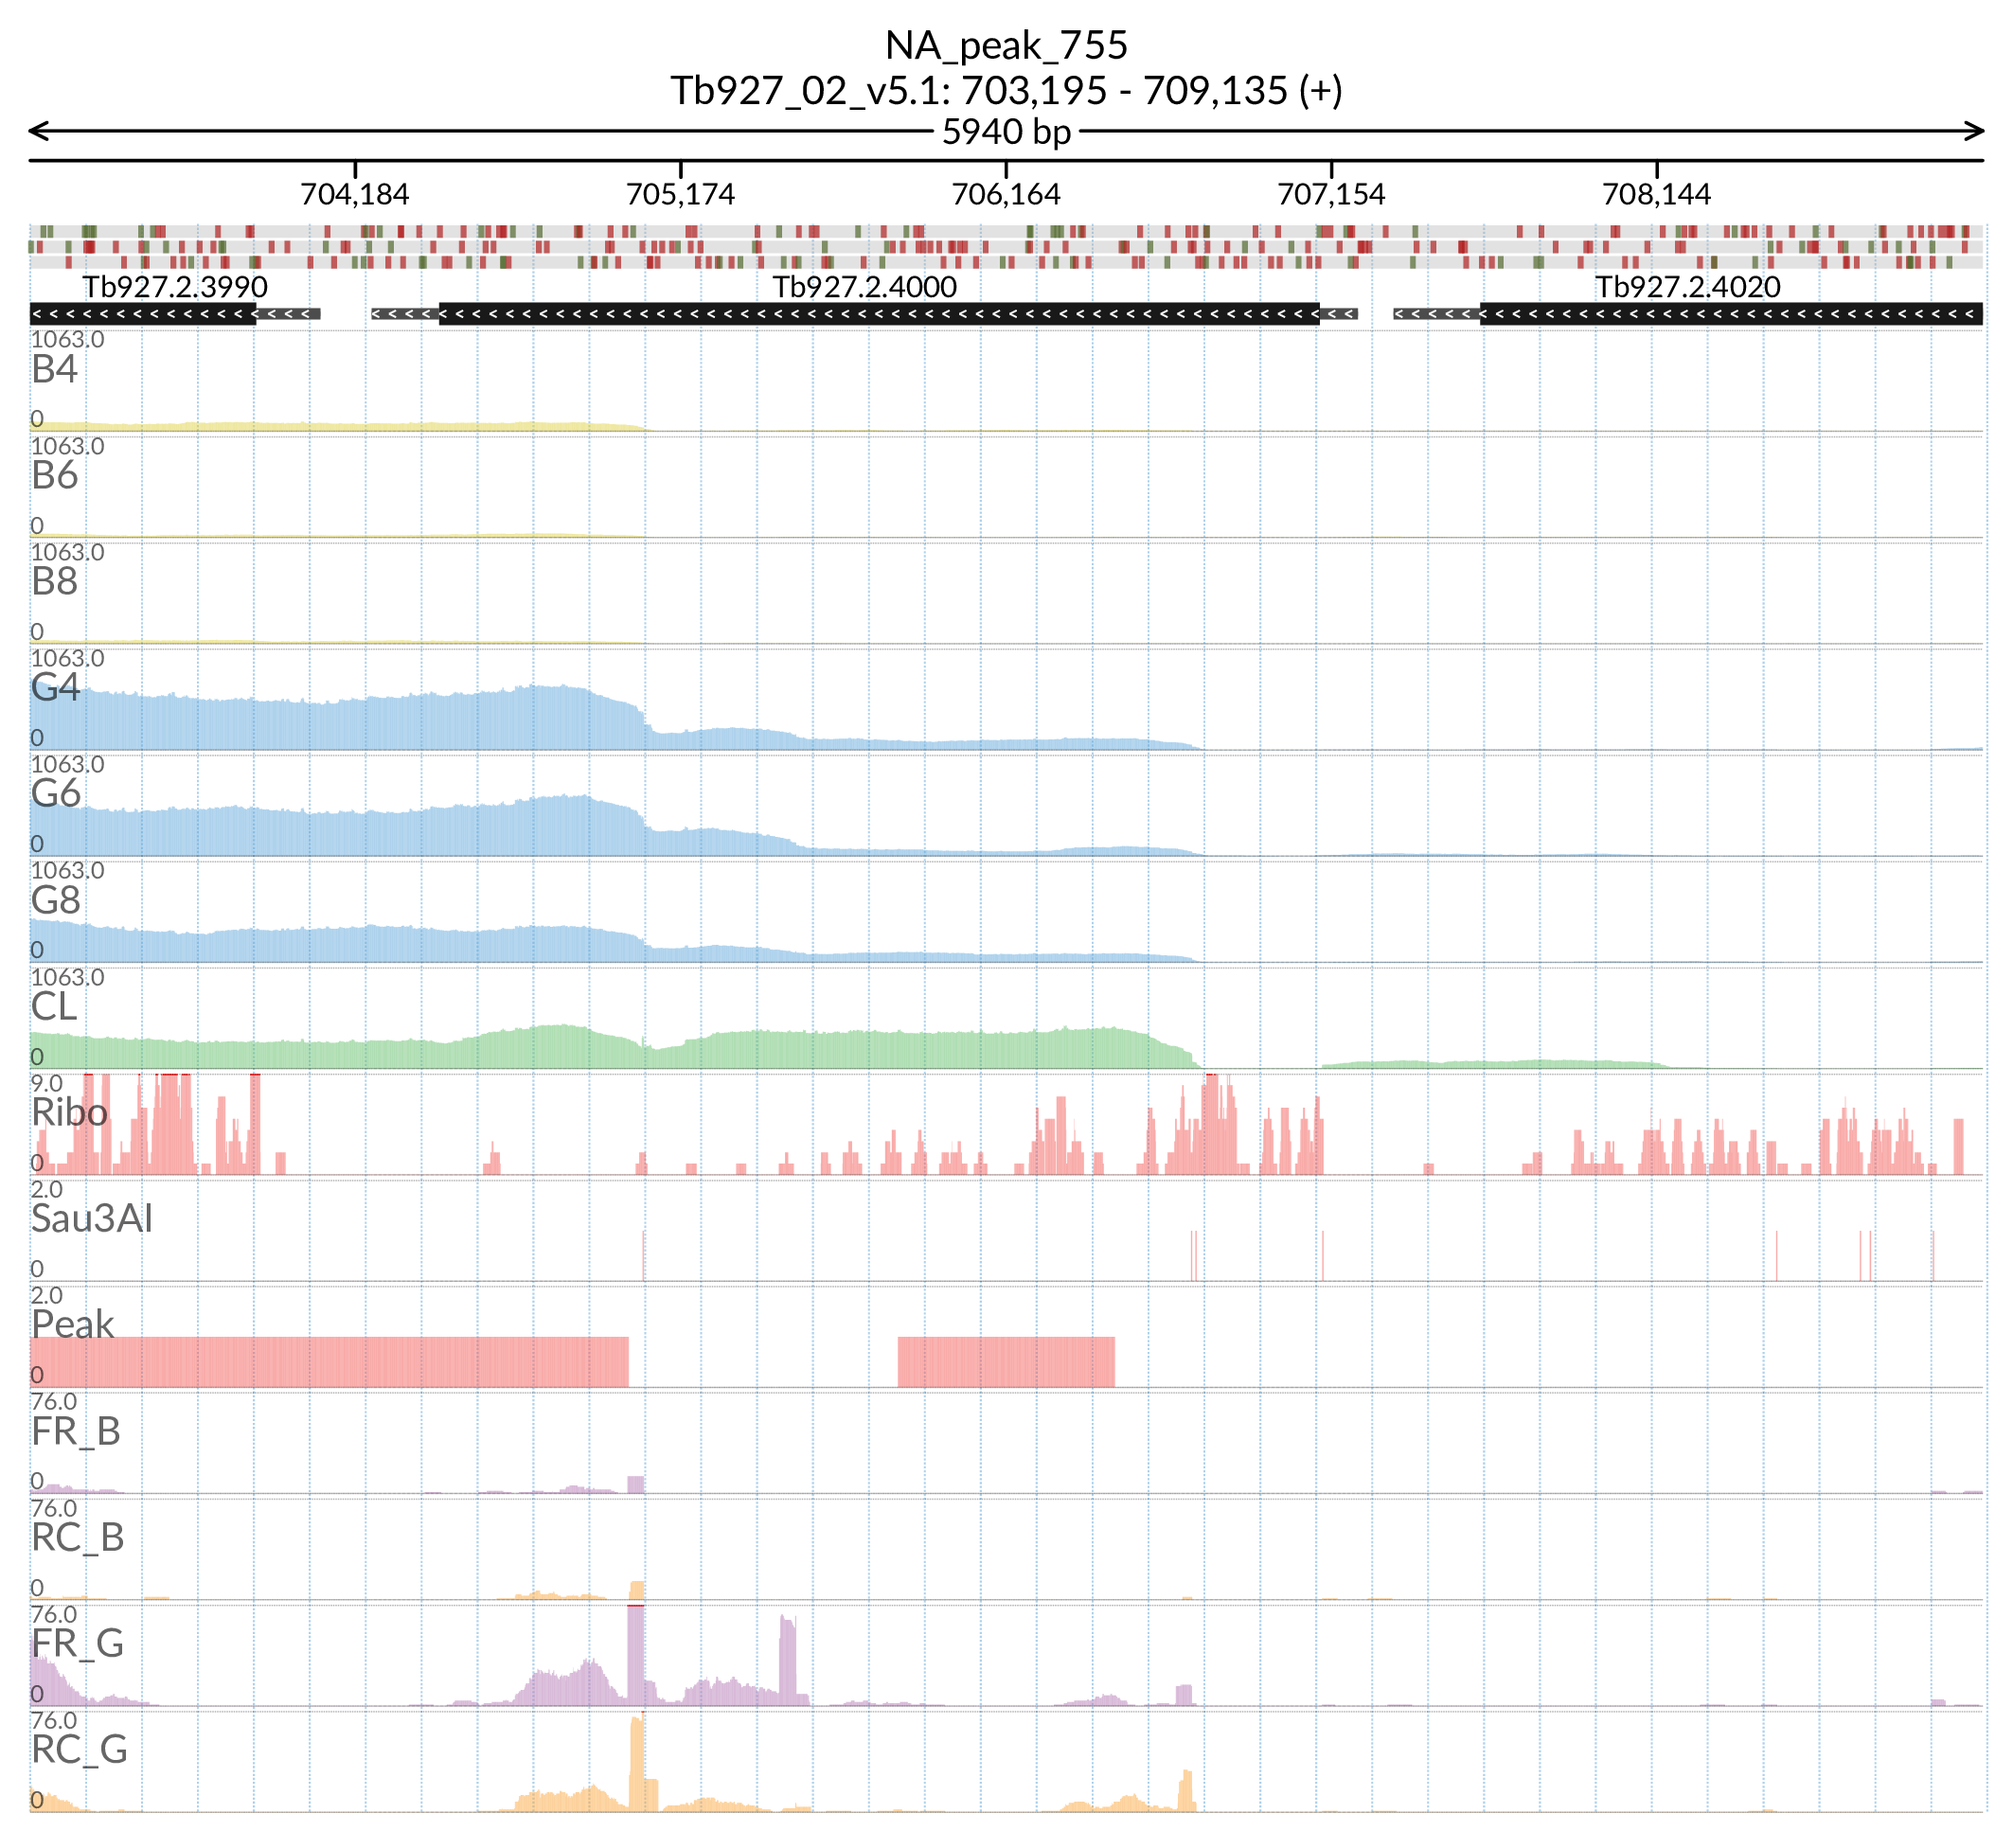 NA_peak_755
Tb927_02_v5.1: 703,195 - 709,135 (+)
5940 bp
704,184 705,174 706,164 707,154 708,144
Tb927.2.3990 Tb927.2.4000 Tb927.2.4020
1063.0
B4
0
1063.0
B6
0
1063.0
B8
0
1063.0
G4
0
1063.0
G6
0
1063.0
G8
0
1063.0
CL
0
9.0
Ribo
0
2.0
Sau3AI
0
2.0
Peak
0
76.0
FR_B
0
76.0
RC_B
0
76.0
FR_G
0
76.0
RC_G
0